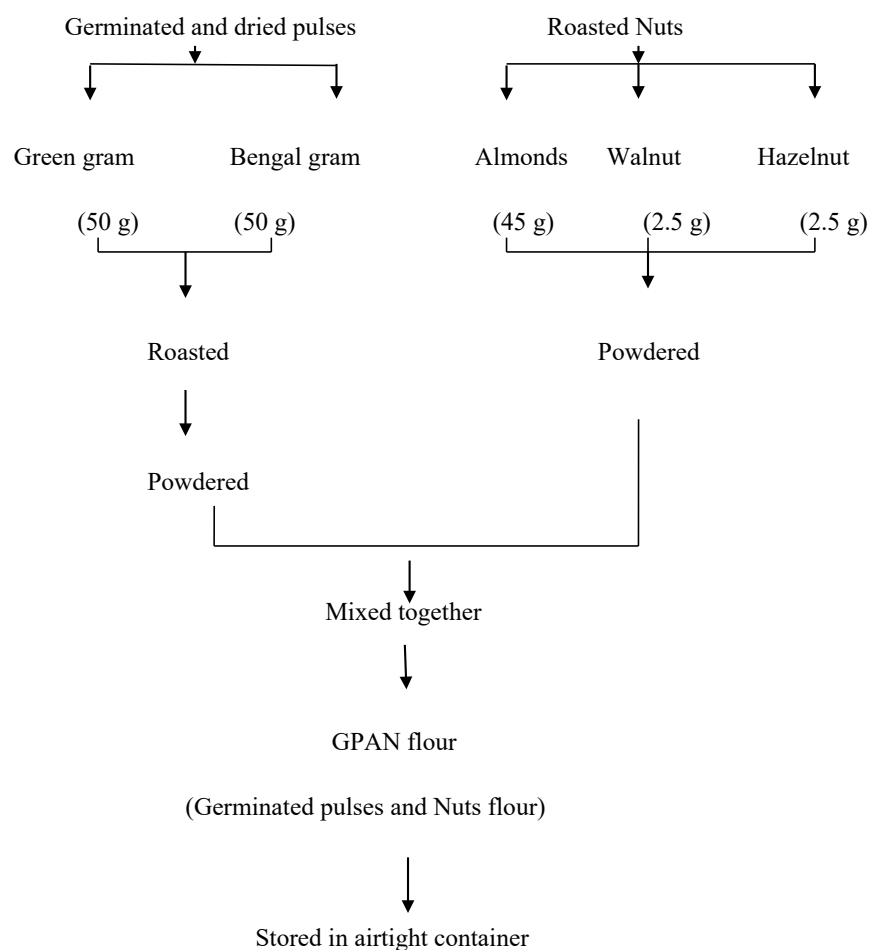 Germinated and dried pulses Roasted Nuts
Green gram Bengal gram Almonds Walnut Hazelnut
(50 g) (50 g) (45 g) (2.5 g) (2.5 g)
Roasted Powdered
Powdered
Mixed together
GPAN flour
(Germinated pulses and Nuts flour)
Stored in airtight container